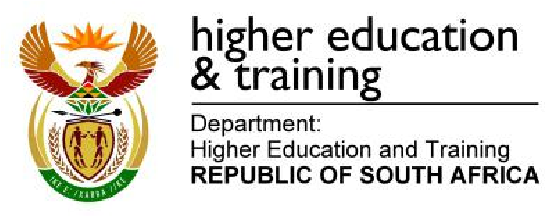 higher education
& training
Department:
Higher Education and Training
REPUBLIC OF SOUTH AFRICA